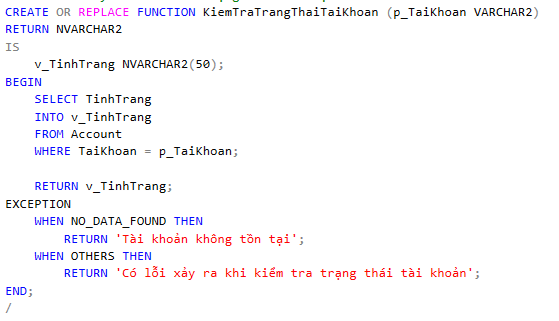 CREATE OR REPLACE FUNCTION KiemTraTrangThaiTaiKhoan (p_TaiKhoan VARCHAR2)
RETURN NVARCHAR2
IS
    v_TinhTrang NVARCHAR2(50);
BEGIN
    SELECT TinhTrang
    INTO v_TinhTrang
    FROM Account
    WHERE TaiKhoan = p_TaiKhoan;

    RETURN v_TinhTrang;
EXCEPTION
    WHEN NO_DATA_FOUND THEN
        RETURN 'Tài khoản không tồn tại';
    WHEN OTHERS THEN
        RETURN 'Có lỗi xảy ra khi kiểm tra trạng thái tài khoản';
END;
/